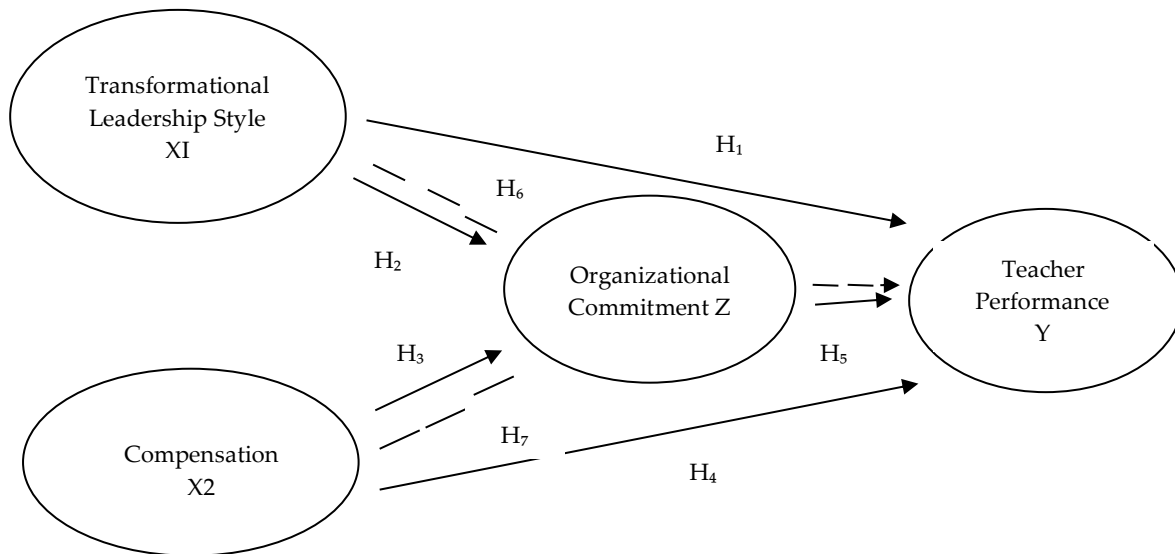 Transformational
Leadership Style
XI
H₁
H₆
H₂
Organizational
Commitment Z
Teacher
Performance
Y
H₃
H₅
Compensation
X2
H₇
H₄